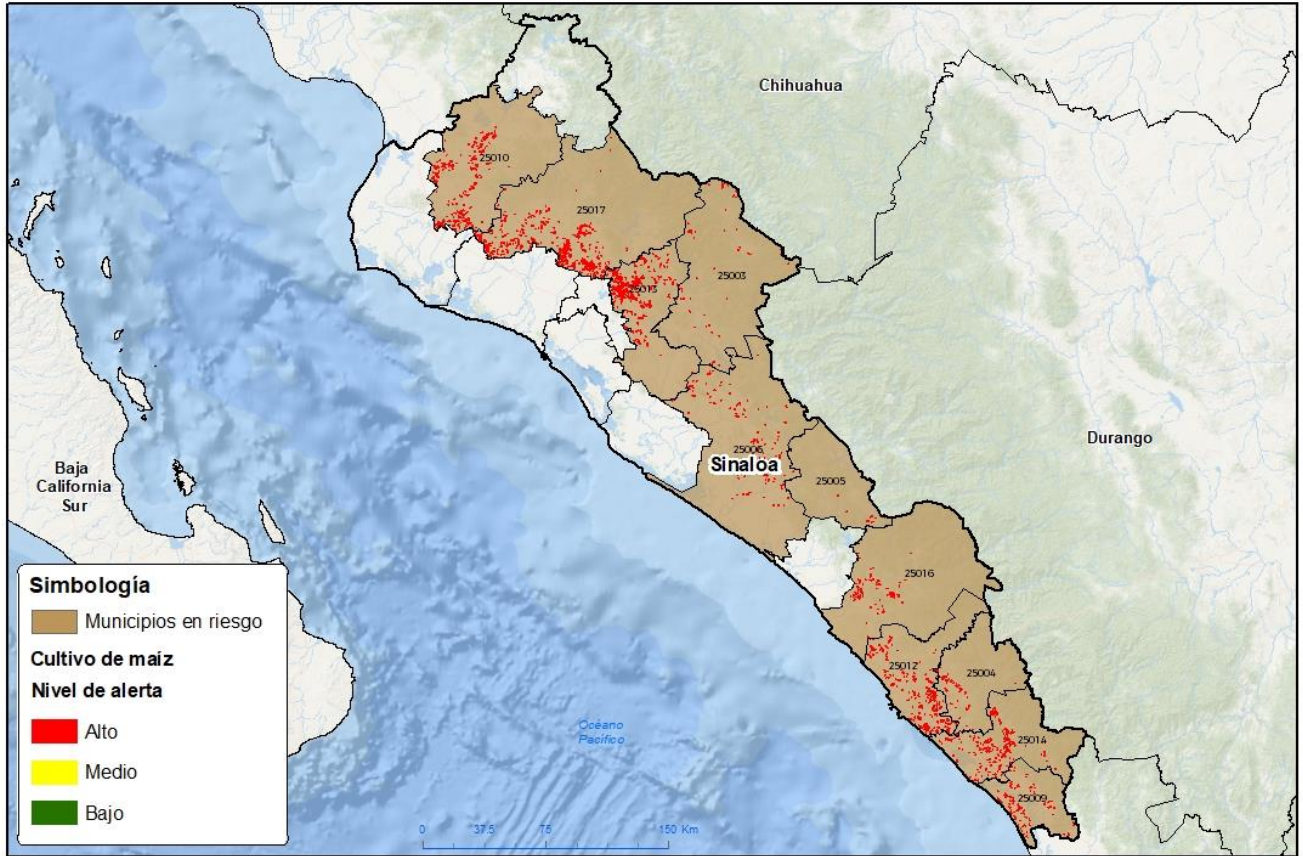 Chihuahua
25010
25017
25003
25013
Durango
25006
Sinaloa
25005
Baja
California
Sur
25016
25012
25004
25014
25009
Océano
Pacífico
0
37.5
75
150 Km
Simbología
Municipios en riesgo
Cultivo de maíz
Nivel de alerta
Alto
Medio
Bajo